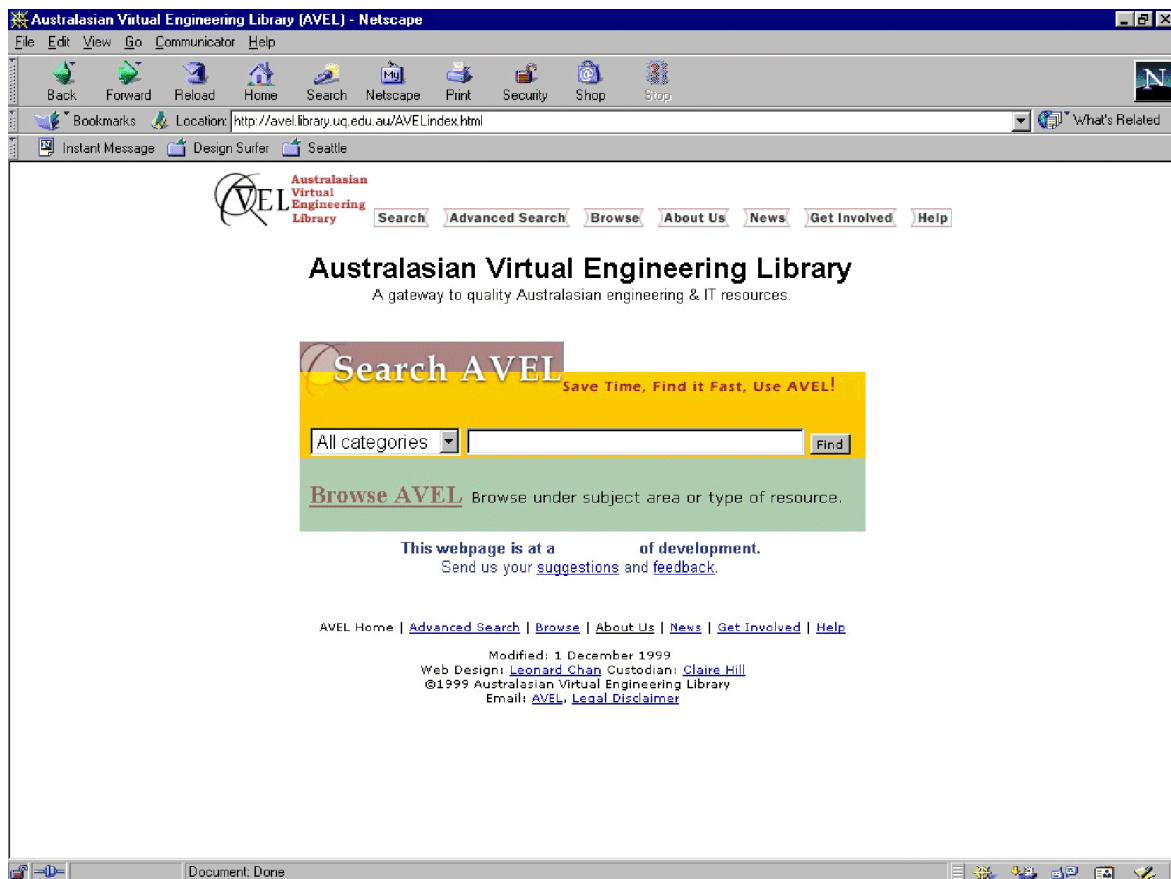 Australasian Virtual Engineering Library (AVEL) - Netscape
File Edit View Go Communicator Help
Back Forward Reload Home Search Netscape Print Security Shop Stop
My
N
Bookmarks Location: http://avel.library.uq.edu.au/AVELindex.html What's Related
Instant Message Design Surfer Seattle
AVEL Australasian
Virtual
Engineering
Library
Search Advanced Search Browse About Us News Get Involved Help
Australasian Virtual Engineering Library
A gateway to quality Australasian engineering & IT resources.
Search AVEL
Save Time, Find it Fast, Use AVEL!
All categories Find
Browse AVEL Browse under subject area or type of resource.
This webpage is at a of development.
Send us your suggestions and feedback.
AVEL Home | Advanced Search | Browse | About Us | News | Get Involved | Help
Modified: 1 December 1999
Web Design: Leonard Chan Custodian: Claire Hill
©1999 Australasian Virtual Engineering Library
Email: AVEL, Legal Disclaimer
Document: Done